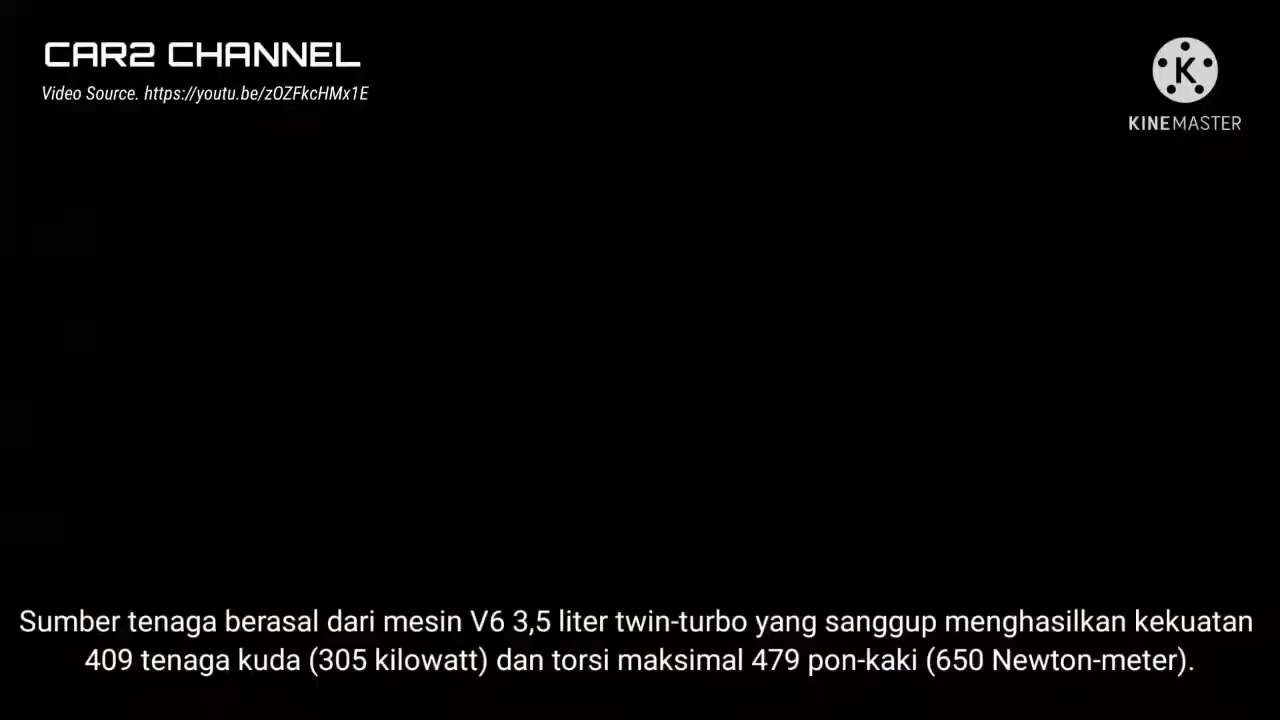 CAR2 CHANNEL
Video Source. https://youtu.be/zOZFkcHMx1E
K
KINEMASTER
Sumber tenaga berasal dari mesin V6 3,5 liter twin-turbo yang sanggup menghasilkan kekuatan
409 tenaga kuda (305 kilowatt) dan torsi maksimal 479 pon-kaki (650 Newton-meter).